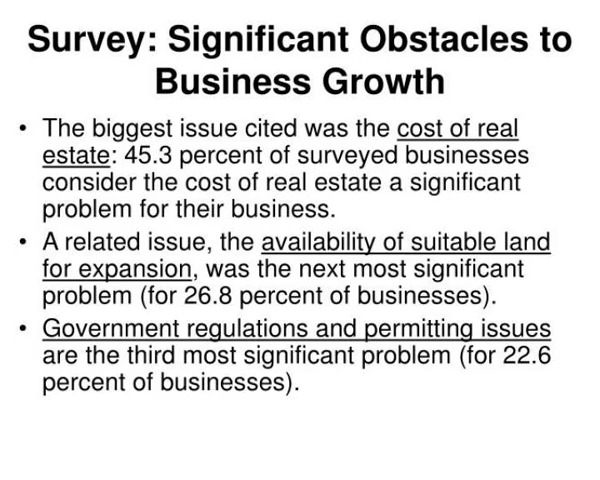 Survey: Significant Obstacles to
Business Growth
• The biggest issue cited was the cost of real
estate: 45.3 percent of surveyed businesses
consider the cost of real estate a significant
problem for their business.
• A related issue, the availability of suitable land
for expansion, was the next most significant
problem (for 26.8 percent of businesses).
• Government regulations and permitting issues
are the third most significant problem (for 22.6
percent of businesses).